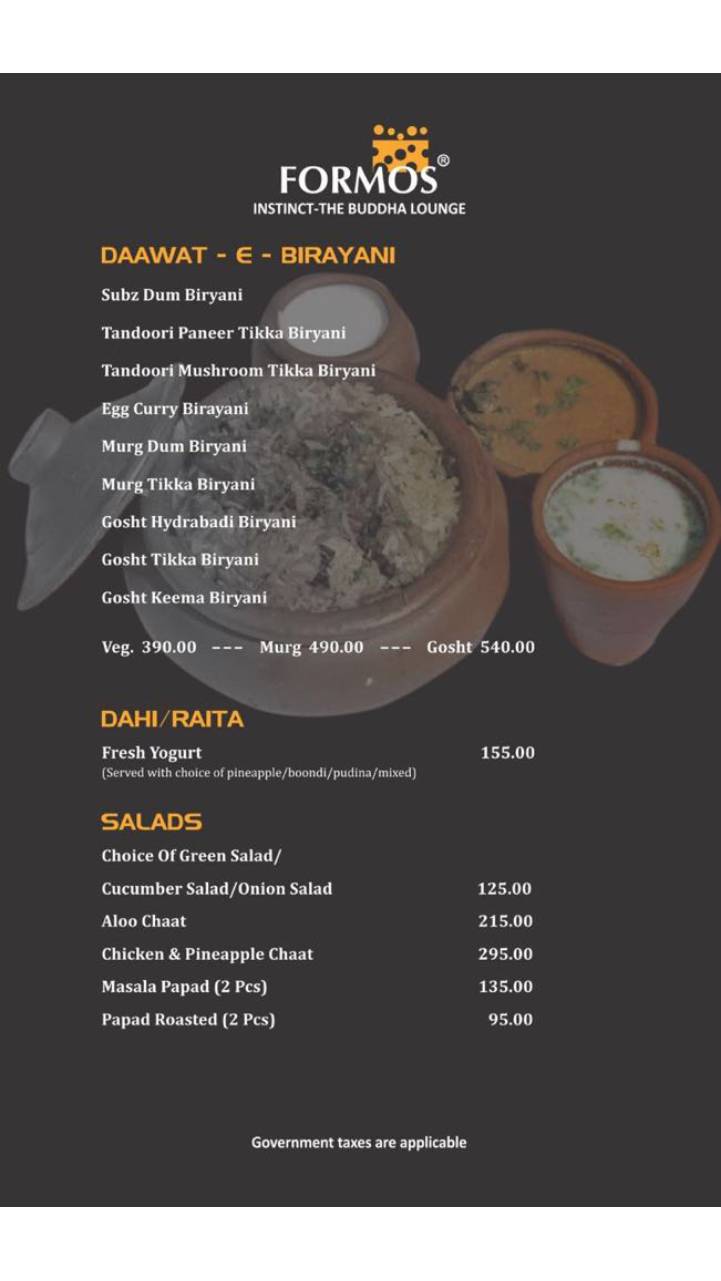 FORMOS®
INSTINCT-THE BUDDHA LOUNGE
DAAWAT - E - BIRAYANI
Subz Dum Biryani
Tandoori Paneer Tikka Biryani
Tandoori Mushroom Tikka Biryani
Egg Curry Birayani
Murg Dum Biryani
Murg Tikka Biryani
Gosht Hydrabadi Biryani
Gosht Tikka Biryani
Gosht Keema Biryani
Veg. 390.00 --- Murg 490.00 --- Gosht 540.00
DAHI/RAITA
Fresh Yogurt 155.00
(Served with choice of pineapple/boondi/pudina/mixed)
SALADS
Choice Of Green Salad/
Cucumber Salad/Onion Salad 125.00
Aloo Chaat 215.00
Chicken & Pineapple Chaat 295.00
Masala Papad (2 Pcs) 135.00
Papad Roasted (2 Pcs) 95.00
Government taxes are applicable